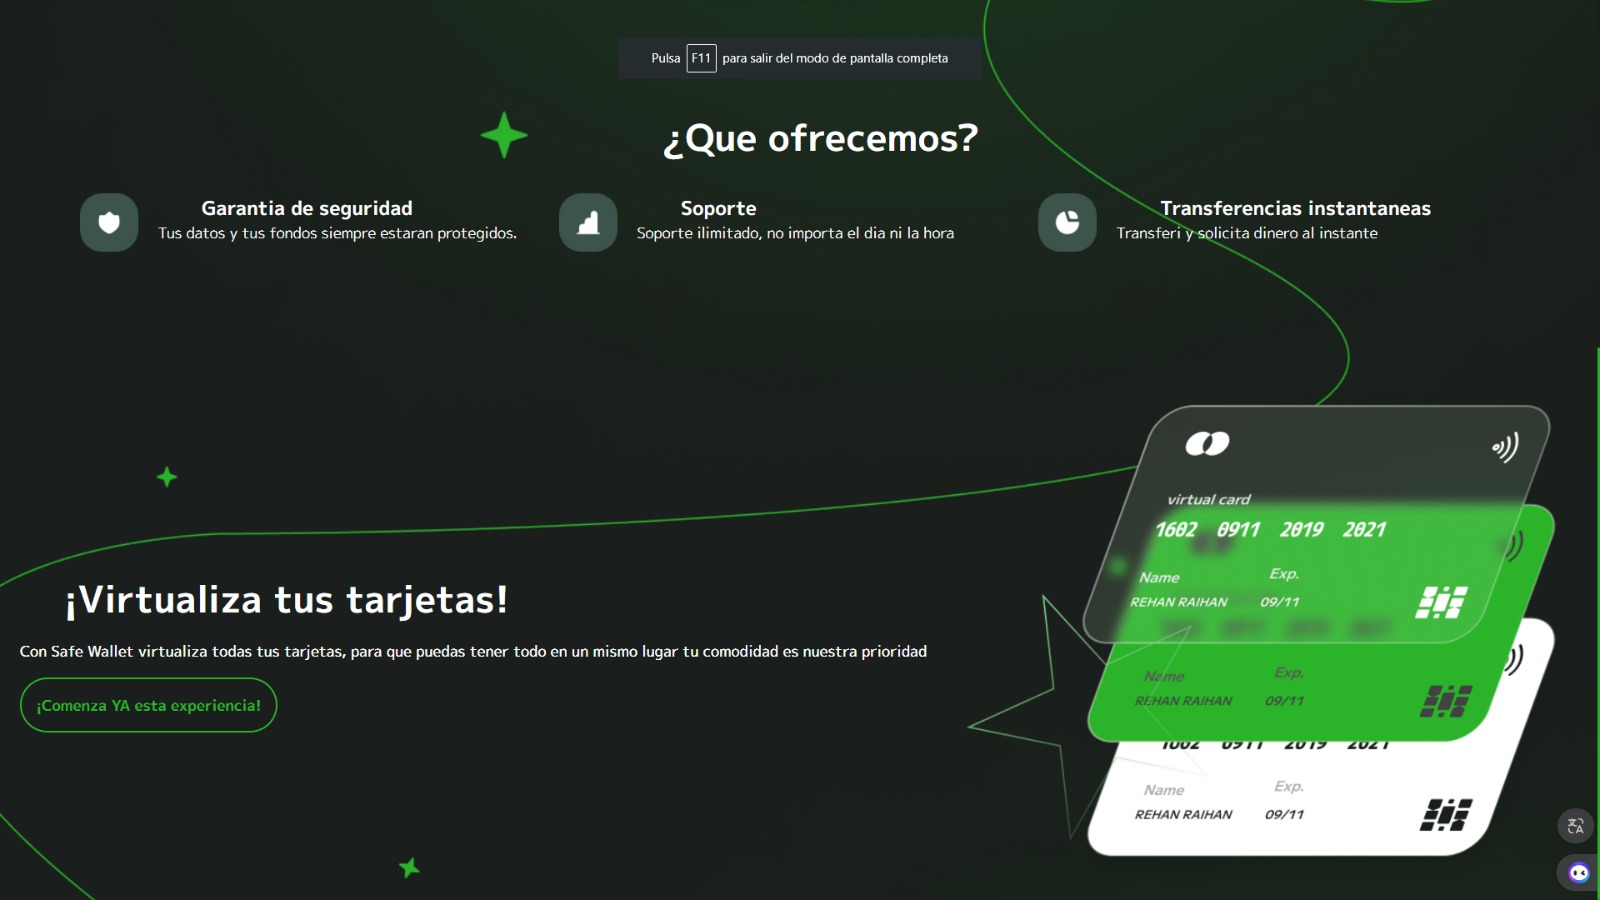 Pulsa F11 para salir del modo de pantalla completa
¿Que ofrecemos?
Garantia de seguridad
Tus datos y tus fondos siempre estaran protegidos.
Soporte
Soporte ilimitado, no importa el dia ni la hora
Transferencias instantaneas
Transferi y solicita dinero al instante
virtual card
1602 0911 2019 2021
Name Exp.
REHAN RAIHAN 09/11
Name Exp.
REHAN RAIHAN 09/11
1602 0911 2019 2021
Name Exp.
REHAN RAIHAN 09/11
¡Virtualiza tus tarjetas!
Con Safe Wallet virtualiza todas tus tarjetas, para que puedas tener todo en un mismo lugar tu comodidad es nuestra prioridad
¡Comenza YA esta experiencia!